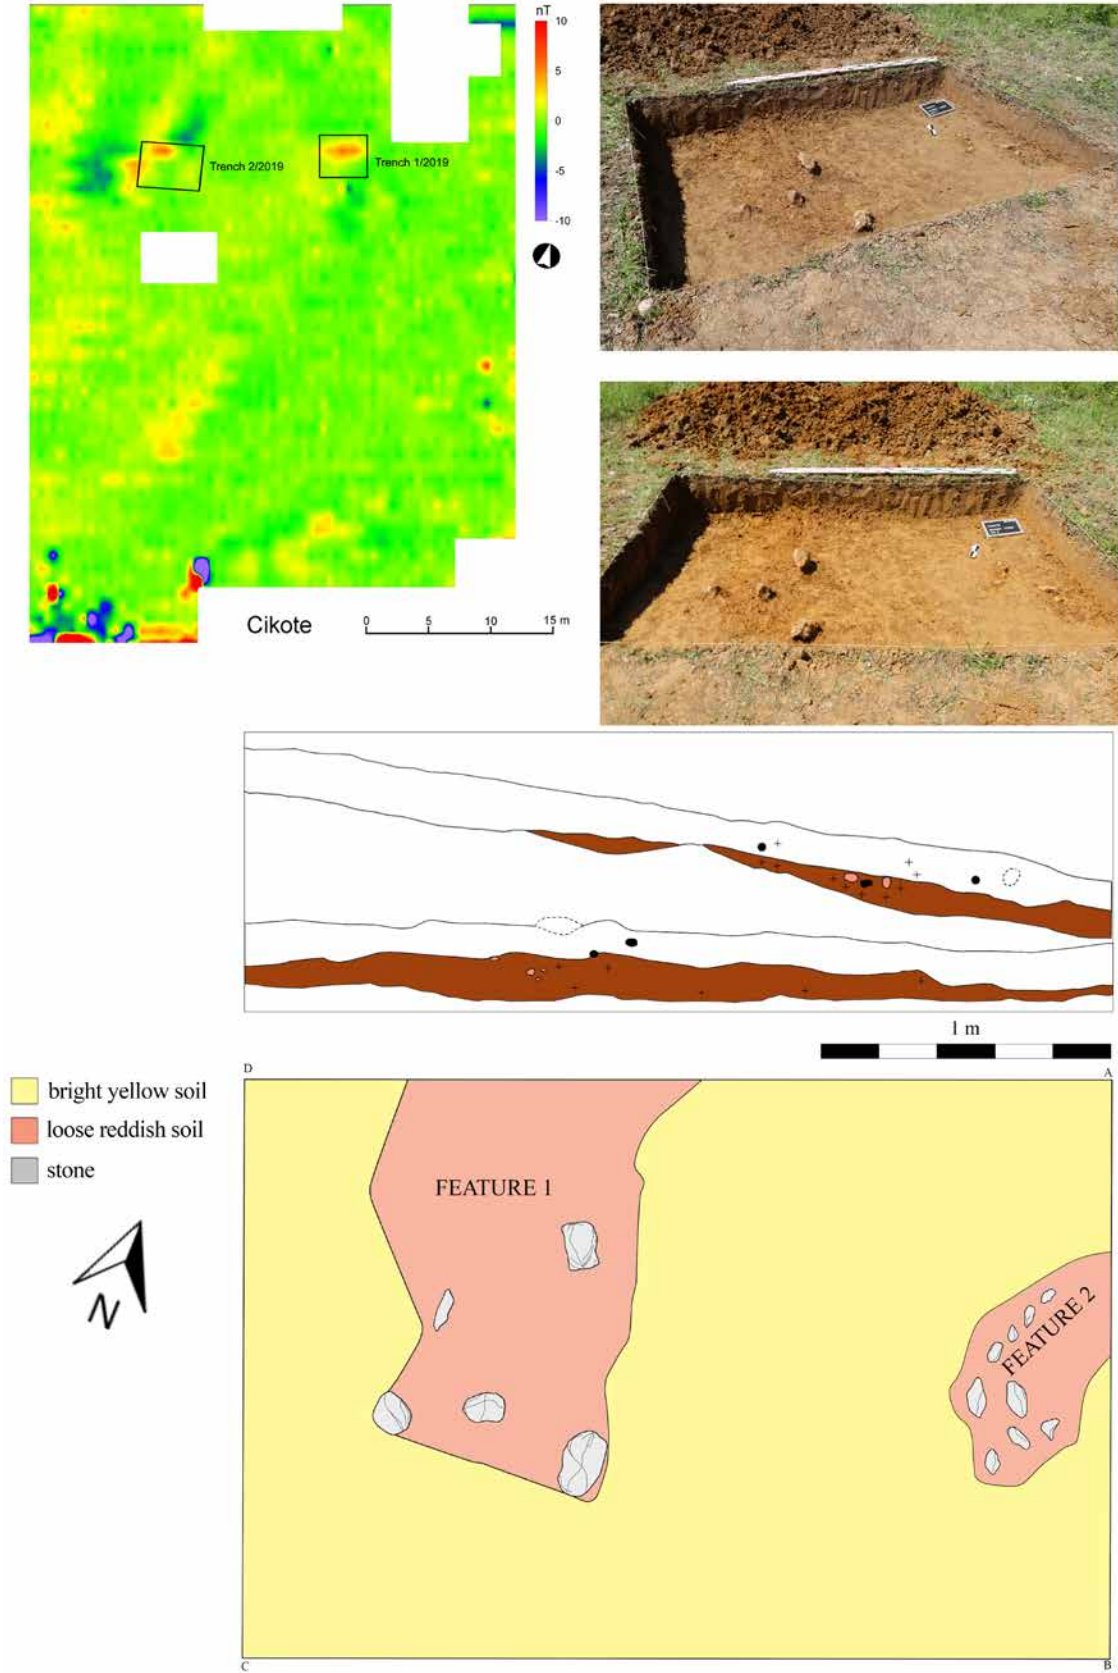 nT
10
5
0
-5
-10
Trench 2/2019
Trench 1/2019
Cikote
0 5 10 15 m
1 m
D A
bright yellow soil
loose reddish soil
stone
N
FEATURE 1
FEATURE 2
C B